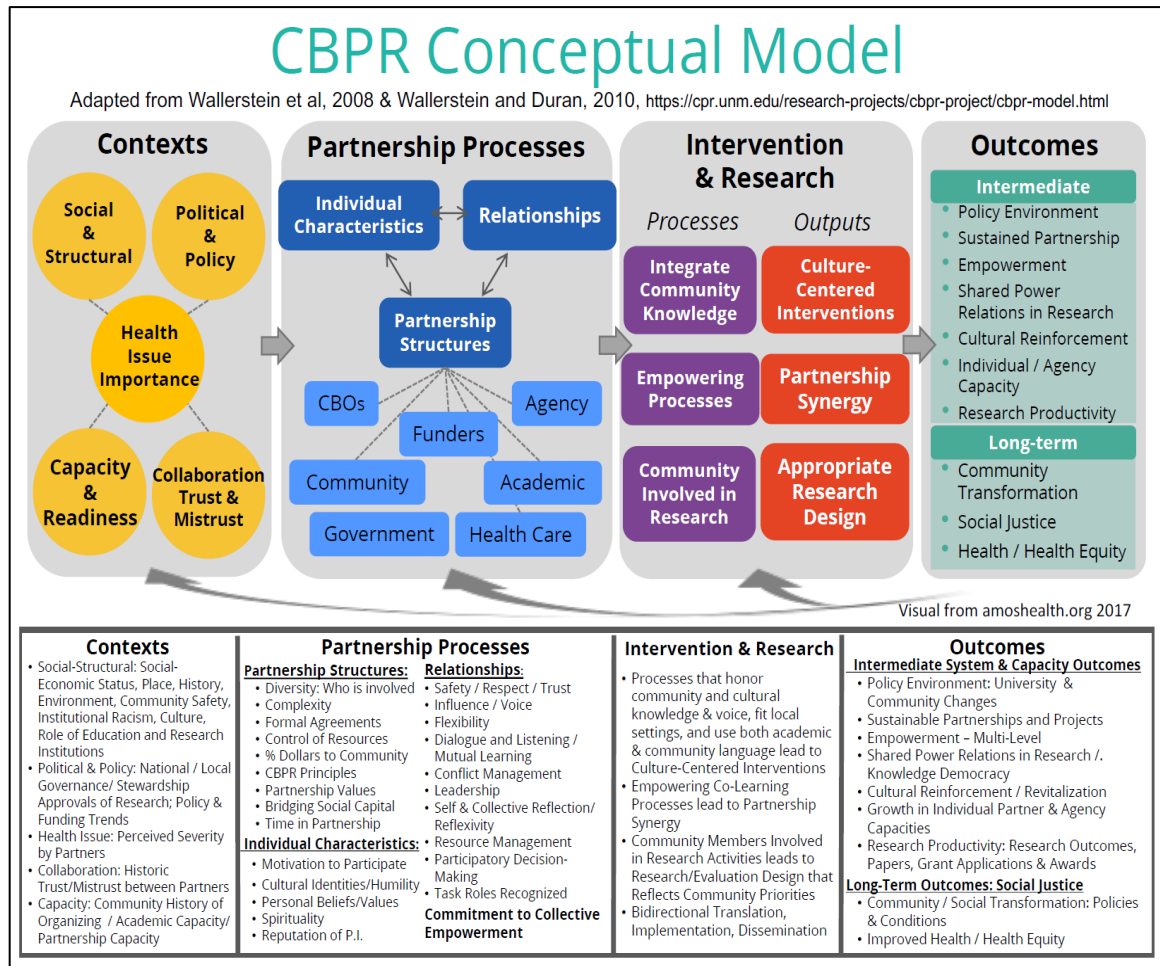 CBPR Conceptual Model
Adapted from Wallerstein et al, 2008 & Wallerstein and Duran, 2010, https://cpr.unm.edu/research-projects/cbpr-project/cbpr-model.html
Contexts
Social
&
Structural
Political
&
Policy
Health
Issue
Importance
Capacity
&
Readiness
Collaboration
Trust &
Mistrust
Partnership Processes
Individual
Characteristics
Relationships
Partnership
Structures
CBOs
Agency
Funders
Community
Academic
Government
Health Care
Intervention
& Research
Processes
Outputs
Integrate
Community
Knowledge
Culture-
Centered
Interventions
Empowering
Processes
Partnership
Synergy
Community
Involved in
Research
Appropriate
Research
Design
Outcomes
Intermediate
• Policy Environment
• Sustained Partnership
• Empowerment
• Shared Power
Relations in Research
• Cultural Reinforcement
• Individual / Agency
Capacity
• Research Productivity
Long-term
• Community
Transformation
• Social Justice
• Health / Health Equity
Visual from amoshealth.org 2017
Contexts
• Social-Structural: Social-
Economic Status, Place, History,
Environment, Community Safety,
Institutional Racism, Culture,
Role of Education and Research
Institutions
• Political & Policy: National / Local
Governance/ Stewardship
Approvals of Research; Policy &
Funding Trends
• Health Issue: Perceived Severity
by Partners
• Collaboration: Historic
Trust/Mistrust between Partners
• Capacity: Community History of
Organizing / Academic Capacity/
Partnership Capacity
Partnership Processes
Partnership Structures:
• Diversity: Who is involved
• Complexity
• Formal Agreements
• Control of Resources
• % Dollars to Community
• CBPR Principles
• Partnership Values
• Bridging Social Capital
• Time in Partnership
Individual Characteristics:
• Motivation to Participate
• Cultural Identities/Humility
• Personal Beliefs/Values
• Spirituality
• Reputation of P.I.
Relationships:
• Safety / Respect / Trust
• Influence / Voice
• Flexibility
• Dialogue and Listening /
Mutual Learning
• Conflict Management
• Leadership
• Self & Collective Reflection/
Reflexivity
• Resource Management
• Participatory Decision-
Making
• Task Roles Recognized
Commitment to Collective
Empowerment
Intervention & Research
• Processes that honor
community and cultural
knowledge & voice, fit local
settings, and use both academic
& community language lead to
Culture-Centered Interventions
• Empowering Co-Learning
Processes lead to Partnership
Synergy
• Community Members Involved
in Research Activities leads to
Research/Evaluation Design that
Reflects Community Priorities
• Bidirectional Translation,
Implementation, Dissemination
Outcomes
Intermediate System & Capacity Outcomes
• Policy Environment: University &
Community Changes
• Sustainable Partnerships and Projects
• Empowerment – Multi-Level
• Shared Power Relations in Research /.
Knowledge Democracy
• Cultural Reinforcement / Revitalization
• Growth in Individual Partner & Agency
Capacities
• Research Productivity: Research Outcomes,
Papers, Grant Applications & Awards
Long-Term Outcomes: Social Justice
• Community / Social Transformation: Policies
& Conditions
• Improved Health / Health Equity